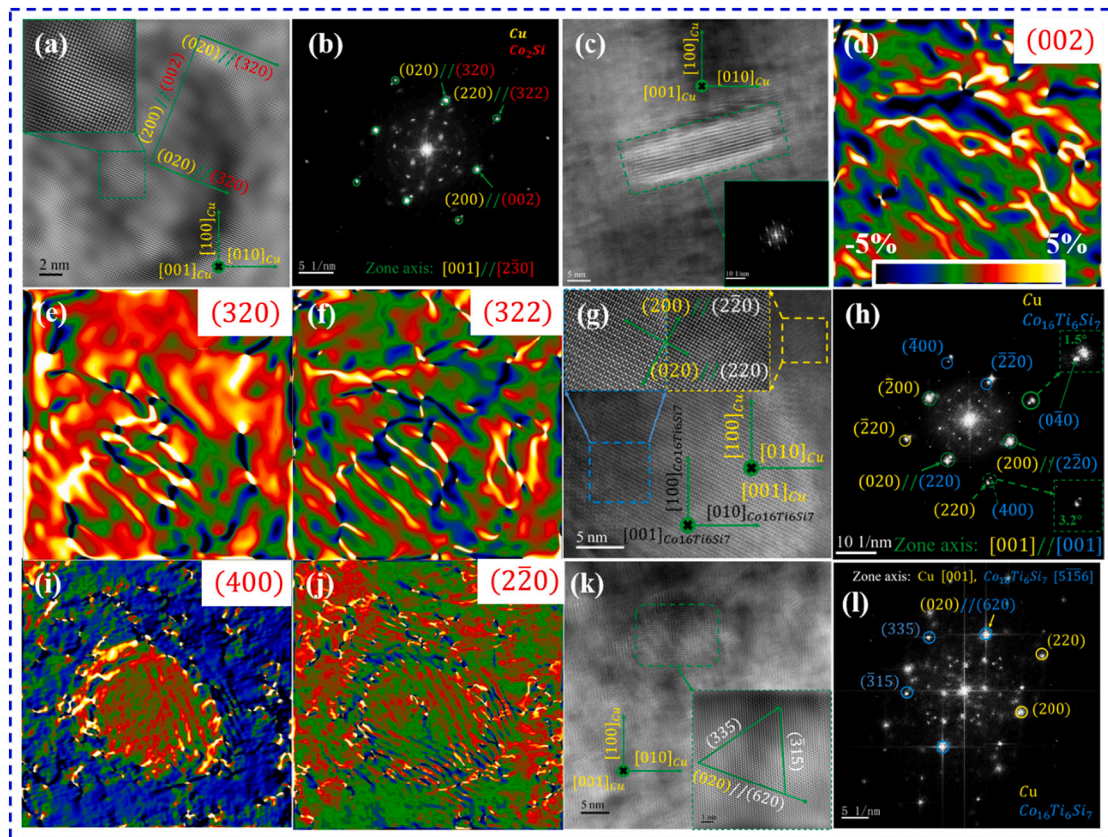 (a)
(020)//(320)
(200)//(002)
(020)//(320)
[100]Cu
[010]Cu
[001]Cu
2 nm
(b)
Cu
Co₂Si
(020)//(320)
(220)//(322)
(200)//(002)
5 1/nm
Zone axis: [001]//[23̄0]
(c)
[100]Cu
[010]Cu
[001]Cu
5 nm
10 1/nm
(d)
(002)
-5%
5%
(e)
(320)
(f)
(322)
(g)
(200)//(22̄0)
(020)//(220)
[100]Cu
[010]Cu
[001]Cu
[100]Co16Ti6Si7
[010]Co16Ti6Si7
[001]Co16Ti6Si7
5 nm
(h)
Cu
Co₁₆Ti₆Si₇
1.5°
(4̄00)
(2̄2̄0)
(2̄00)
(04̄0)
(2̄20)
(200)//(22̄0)
(020)//(220)
(220)
(400)
3.2°
10 1/nm
Zone axis: [001]//[001]
(i)
(400)
(j)
(22̄0)
(k)
[100]Cu
[010]Cu
[001]Cu
5 nm
(335)
(3̄15)
(020)//(620)
1 nm
(l)
Zone axis: Cu [001], Co₁₆Ti₆Si₇ [51̄5̄6]
(020)//(620)
(335)
(220)
(3̄15)
(200)
Cu
Co₁₆Ti₆Si₇
5 1/nm